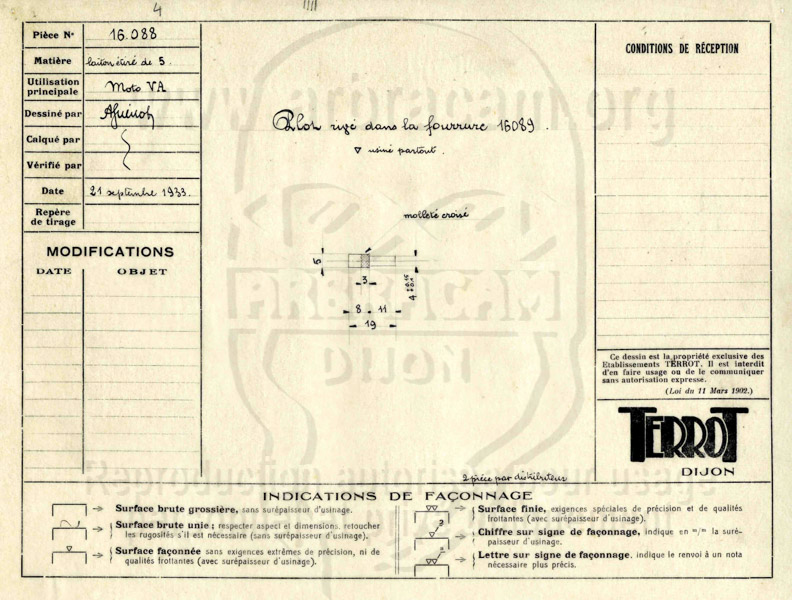 4
Pièce N° 16.088
Matière laiton étiré de 5.
Utilisation principale Moto VA
Dessiné par
Calqué par
Vérifié par
Date 21 septembre 1933.
Repère de tirage
MODIFICATIONS
DATE OBJET
Plot rivé dans la fourrure 16089.
▽ usiné partout.
molleté croisé
5
3
8 11
19
4
2 pièce par distributeur
CONDITIONS DE RÉCEPTION
Ce dessin est la propriété exclusive des
Etablissements TERROT. Il est interdit
d'en faire usage ou de le communiquer
sans autorisation expresse.
(Loi du 11 Mars 1902.)
TERROT
DIJON
INDICATIONS DE FAÇONNAGE
Surface brute grossière, sans surépaisseur d'usinage.
Surface brute unie; respecter aspect et dimensions, retoucher
les rugosités s'il est nécessaire (sans surépaisseur d'usinage).
Surface façonnée sans exigences extrêmes de précision, ni de
qualités frottantes (avec surépaisseur d'usinage).
Surface finie, exigences spéciales de précision et de qualités
frottantes (avec surépaisseur d'usinage).
Chiffre sur signe de façonnage, indique en m/m la suré-
paisseur d'usinage.
Lettre sur signe de façonnage, indique le renvoi à un nota
nécessaire plus précis.
www.arbracam.org
ARBRACAM
DIJON